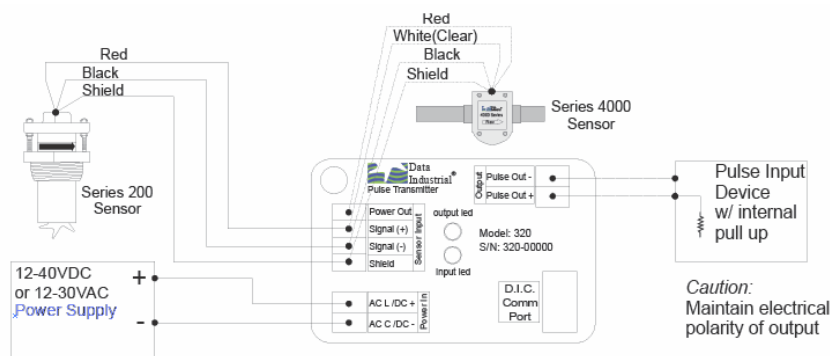 Red
White(Clear)
Black
Shield
Red
Black
Shield
Series 200
Sensor
Series 4000
Sensor
4000 Series
Data
Industrial®
Pulse Transmitter
Power Out
Signal (+)
Signal (-)
Shield
Sensor Input
output led
input led
Output
Pulse Out -
Pulse Out +
Model: 320
S/N: 320-00000
D.I.C.
Comm
Port
AC L /DC +
AC C /DC -
Power In
12-40VDC
or 12-30VAC
Power Supply
+
-
Pulse Input
Device
w/ internal
pull up
Caution:
Maintain electrical
polarity of output